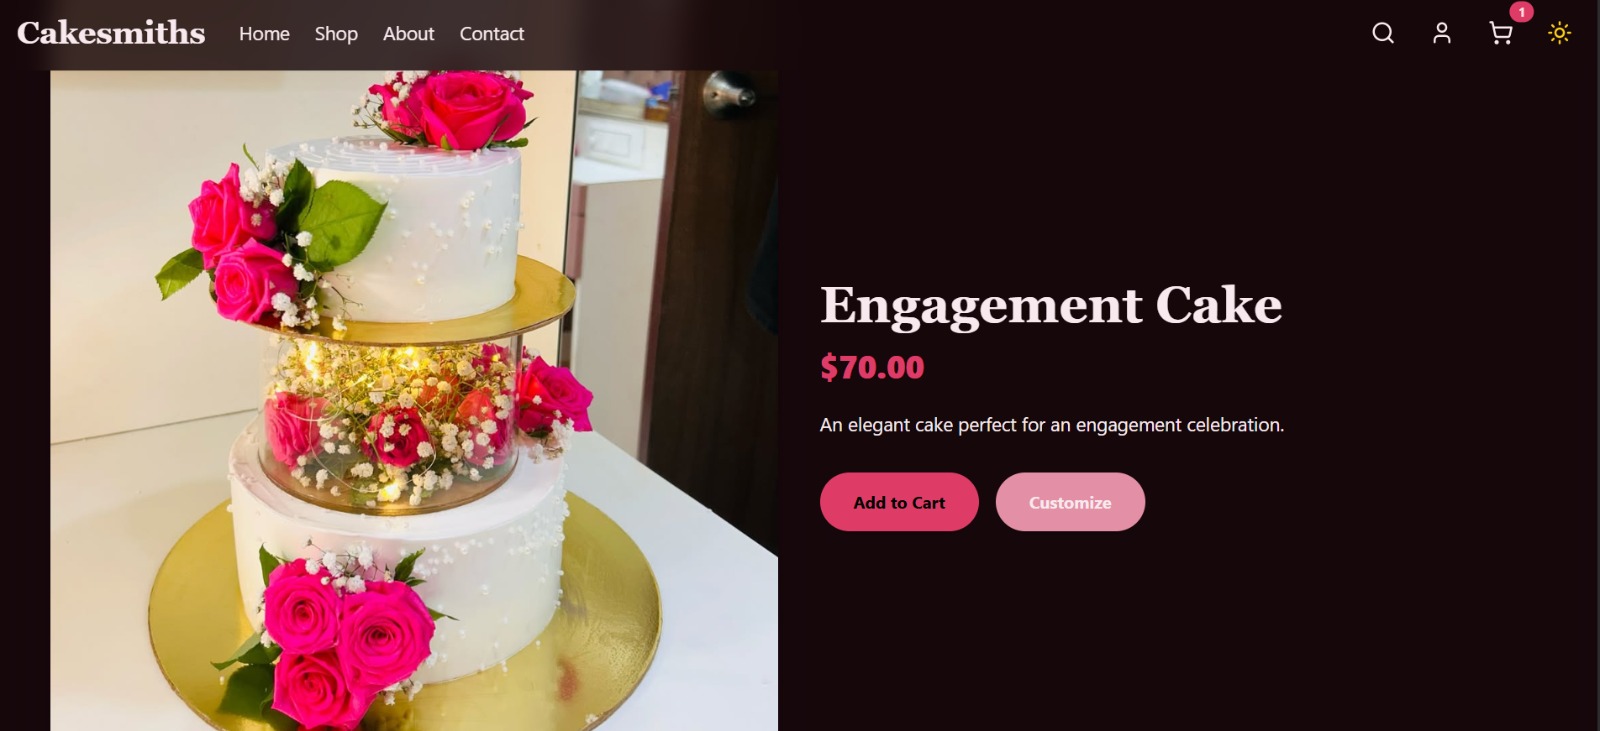 Cakesmiths Home Shop About Contact 1
Engagement Cake
$70.00
An elegant cake perfect for an engagement celebration.
Add to Cart Customize